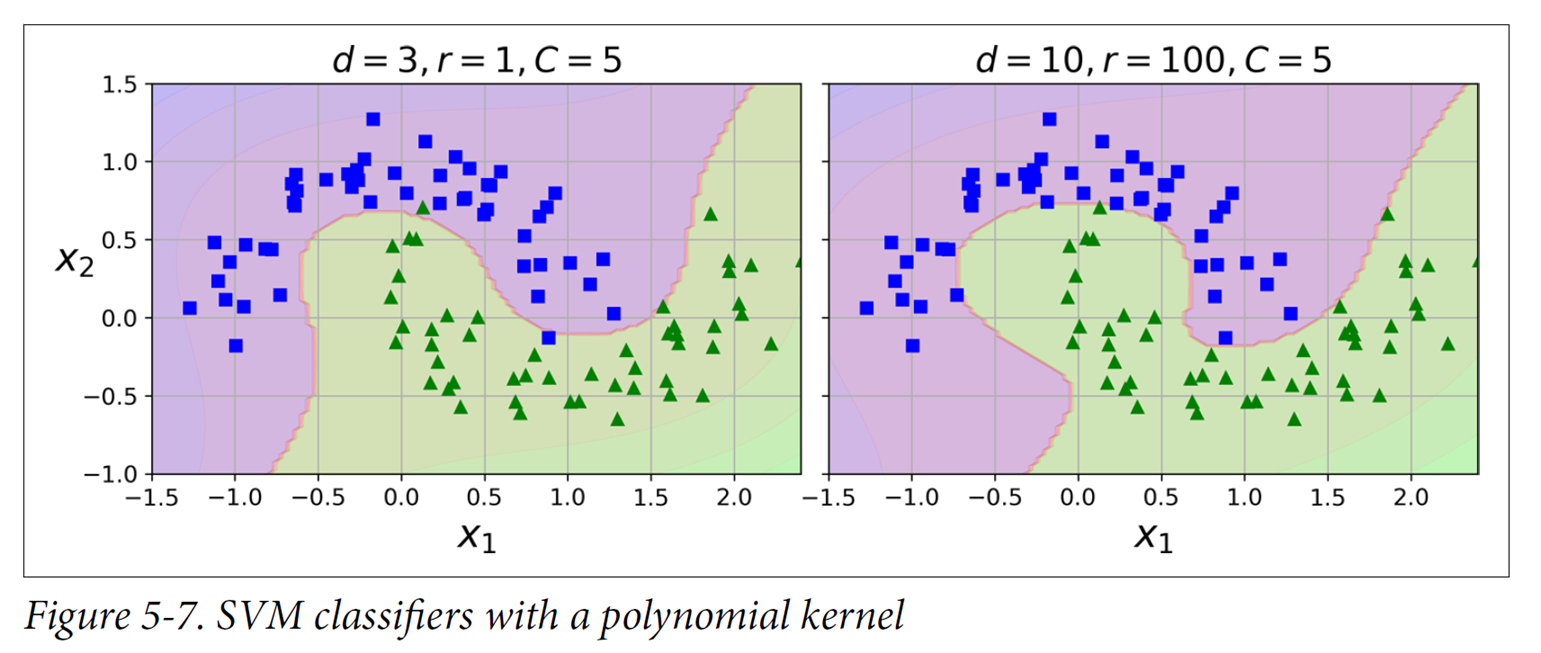 d = 3, r = 1, C = 5
d = 10, r = 100, C = 5
1.5
1.0
0.5
0.0
−0.5
−1.0
x₂
−1.5 −1.0 −0.5 0.0 0.5 1.0 1.5 2.0
−1.5 −1.0 −0.5 0.0 0.5 1.0 1.5 2.0
x₁
x₁
Figure 5-7. SVM classifiers with a polynomial kernel